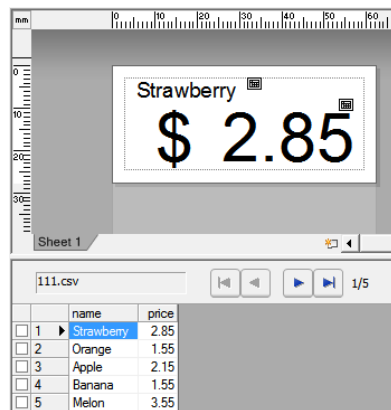 mm
0 10 20 30 40 50 60
0
10
20
30
Strawberry
$ 2.85
Sheet 1
111.csv
1/5
name price
1 Strawberry 2.85
2 Orange 1.55
3 Apple 2.15
4 Banana 1.55
5 Melon 3.55